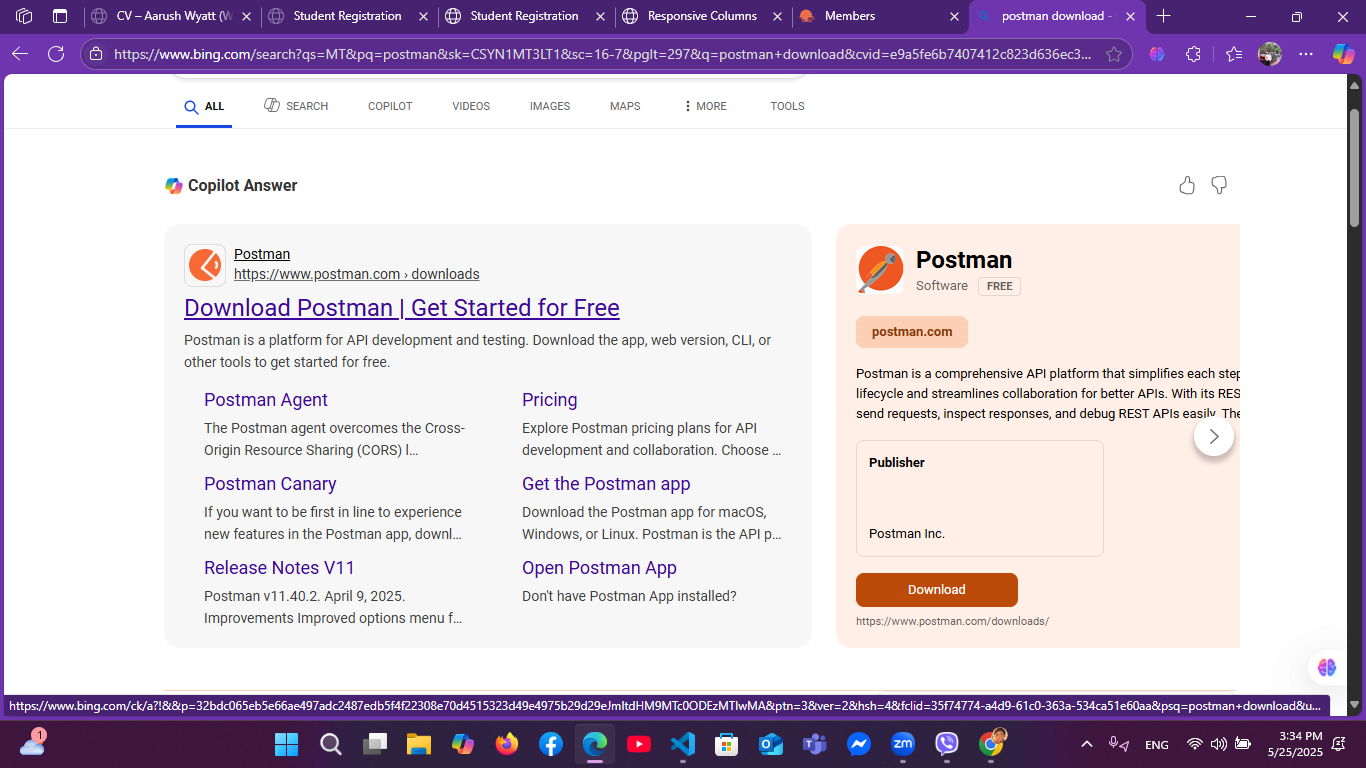 CV – Aarush Wyatt (W
Student Registration
Student Registration
Responsive Columns
Members
postman download -
https://www.bing.com/search?qs=MT&pq=postman&sk=CSYN1MT3LT1&sc=16-7&pglt=297&q=postman+download&cvid=e9a5fe6b7407412c823d636ec3...
ALL
SEARCH
COPILOT
VIDEOS
IMAGES
MAPS
MORE
TOOLS
Copilot Answer
Postman
https://www.postman.com › downloads
Download Postman | Get Started for Free
Postman is a platform for API development and testing. Download the app, web version, CLI, or
other tools to get started for free.
Postman Agent
The Postman agent overcomes the Cross-
Origin Resource Sharing (CORS) l...
Pricing
Explore Postman pricing plans for API
development and collaboration. Choose ...
Postman Canary
If you want to be first in line to experience
new features in the Postman app, downl...
Get the Postman app
Download the Postman app for macOS,
Windows, or Linux. Postman is the API p...
Release Notes V11
Postman v11.40.2. April 9, 2025.
Improvements Improved options menu f...
Open Postman App
Don't have Postman App installed?
Postman
Software FREE
postman.com
Postman is a comprehensive API platform that simplifies each step
lifecycle and streamlines collaboration for better APIs. With its RES
send requests, inspect responses, and debug REST APIs easily. The
Publisher
Postman Inc.
Download
https://www.postman.com/downloads/
https://www.bing.com/ck/a?!&&p=32bdc065eb5e66ae497adc2487edb5f4f22308e70d4515323d49e4975b29d29eJmltdHM9MTc0ODEzMTIwMA&ptn=3&ver=2&hsh=4&fclid=35f74774-a4d9-61c0-363a-534ca51e60aa&psq=postman+download&u...
1
zm
ENG
3:34 PM
5/25/2025